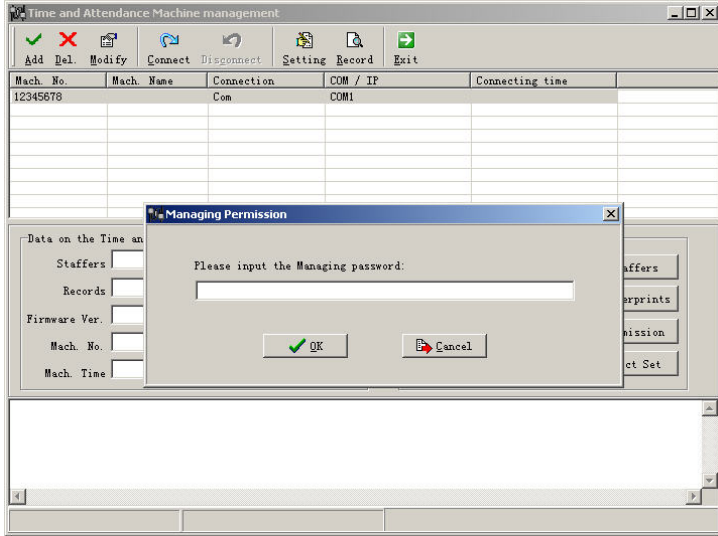 Time and Attendance Machine management
Add Del. Modify Connect Disconnect Setting Record Exit
Mach. No. Mach. Name Connection COM / IP Connecting time
12345678 Com COM1
Managing Permission
Data on the Time an
Please input the Managing password:
Staffers affers
Records erprints
Firmware Ver. mission
Mach. No. OK Cancel
Mach. Time ct Set